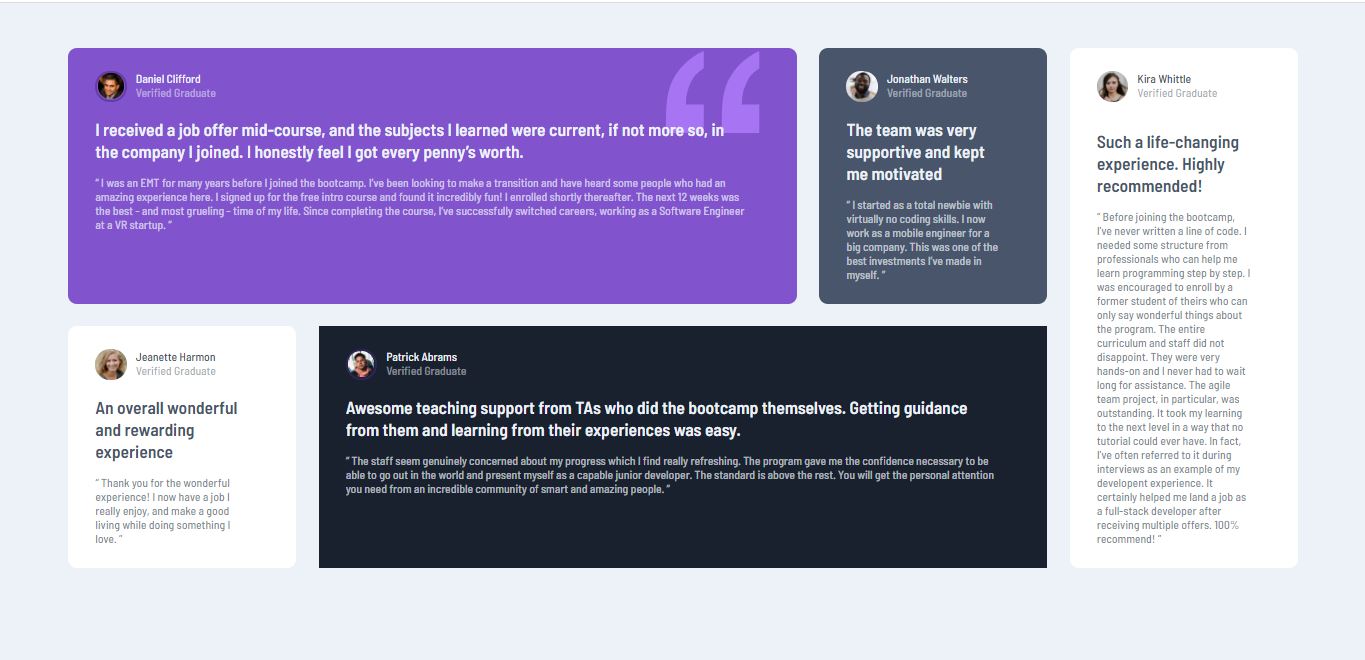 Daniel Clifford
Verified Graduate
I received a job offer mid-course, and the subjects I learned were current, if not more so, in
the company I joined. I honestly feel I got every penny’s worth.
“ I was an EMT for many years before I joined the bootcamp. I’ve been looking to make a transition and have heard some people who had an
amazing experience here. I signed up for the free intro course and found it incredibly fun! I enrolled shortly thereafter. The next 12 weeks was
the best - and most grueling - time of my life. Since completing the course, I’ve successfully switched careers, working as a Software Engineer
at a VR startup. ”
Jonathan Walters
Verified Graduate
The team was very
supportive and kept
me motivated
“ I started as a total newbie with
virtually no coding skills. I now
work as a mobile engineer for a
big company. This was one of the
best investments I’ve made in
myself. ”
Kira Whittle
Verified Graduate
Such a life-changing
experience. Highly
recommended!
“ Before joining the bootcamp,
I’ve never written a line of code. I
needed some structure from
professionals who can help me
learn programming step by step. I
was encouraged to enroll by a
former student of theirs who can
only say wonderful things about
the program. The entire
curriculum and staff did not
disappoint. They were very
hands-on and I never had to wait
long for assistance. The agile
team project, in particular, was
outstanding. It took my learning
to the next level in a way that no
tutorial could ever have. In fact,
I’ve often referred to it during
interviews as an example of my
developent experience. It
certainly helped me land a job as
a full-stack developer after
receiving multiple offers. 100%
recommend! ”
Jeanette Harmon
Verified Graduate
An overall wonderful
and rewarding
experience
“ Thank you for the wonderful
experience! I now have a job I
really enjoy, and make a good
living while doing something I
love. ”
Patrick Abrams
Verified Graduate
Awesome teaching support from TAs who did the bootcamp themselves. Getting guidance
from them and learning from their experiences was easy.
“ The staff seem genuinely concerned about my progress which I find really refreshing. The program gave me the confidence necessary to be
able to go out in the world and present myself as a capable junior developer. The standard is above the rest. You will get the personal attention
you need from an incredible community of smart and amazing people. ”